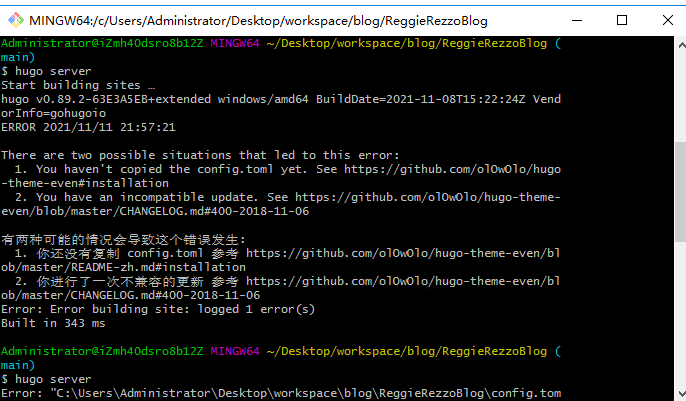 MINGW64:/c/Users/Administrator/Desktop/workspace/blog/ReggieRezzoBlog
Administrator@iZmh40dsro8b12Z MINGW64 ~/Desktop/workspace/blog/ReggieRezzoBlog (
main)
$ hugo server
Start building sites …
hugo v0.89.2-63E3A5EB+extended windows/amd64 BuildDate=2021-11-08T15:22:24Z Vend
orInfo=gohugoio
ERROR 2021/11/11 21:57:21
There are two possible situations that led to this error:
1. You haven't copied the config.toml yet. See https://github.com/olOwOlo/hugo
-theme-even#installation
2. You have an incompatible update. See https://github.com/olOwOlo/hugo-theme-
even/blob/master/CHANGELOG.md#400-2018-11-06
有两种可能的情况会导致这个错误发生:
1. 你还没有复制 config.toml 参考 https://github.com/olOwOlo/hugo-theme-even/bl
ob/master/README-zh.md#installation
2. 你进行了一次不兼容的更新 参考 https://github.com/olOwOlo/hugo-theme-even/bl
ob/master/CHANGELOG.md#400-2018-11-06
Error: Error building site: logged 1 error(s)
Built in 343 ms
Administrator@iZmh40dsro8b12Z MINGW64 ~/Desktop/workspace/blog/ReggieRezzoBlog (
main)
$ hugo server
Error: "C:\Users\Administrator\Desktop\workspace\blog\ReggieRezzoBlog\config.tom